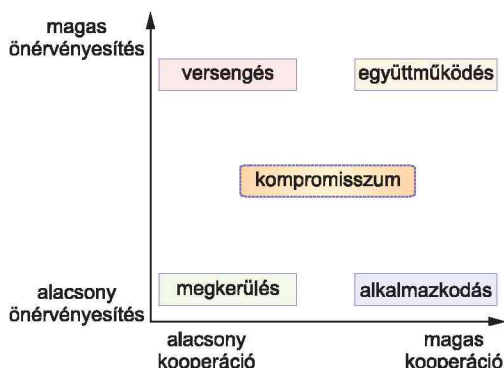 magas
önérvényesítés
versengés
együttműködés
kompromisszum
alacsony
önérvényesítés
megkerülés
alkalmazkodás
alacsony
kooperáció
magas
kooperáció